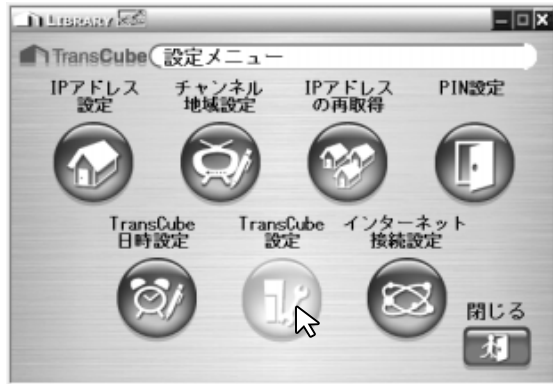 LIBRARY
TransCube 設定メニュー
IPアドレス
設定
チャンネル
地域設定
IPアドレス
の再取得
PIN設定
TransCube
日時設定
TransCube
設定
インターネット
接続設定
閉じる